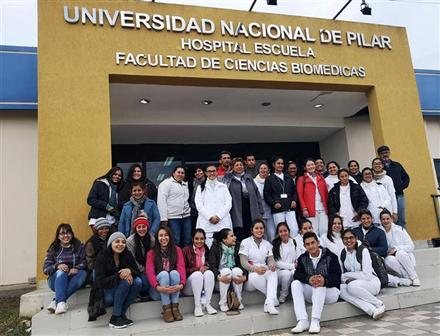 UNIVERSIDAD NACIONAL DE PILAR
HOSPITAL ESCUELA
FACULTAD DE CIENCIAS BIOMEDICAS